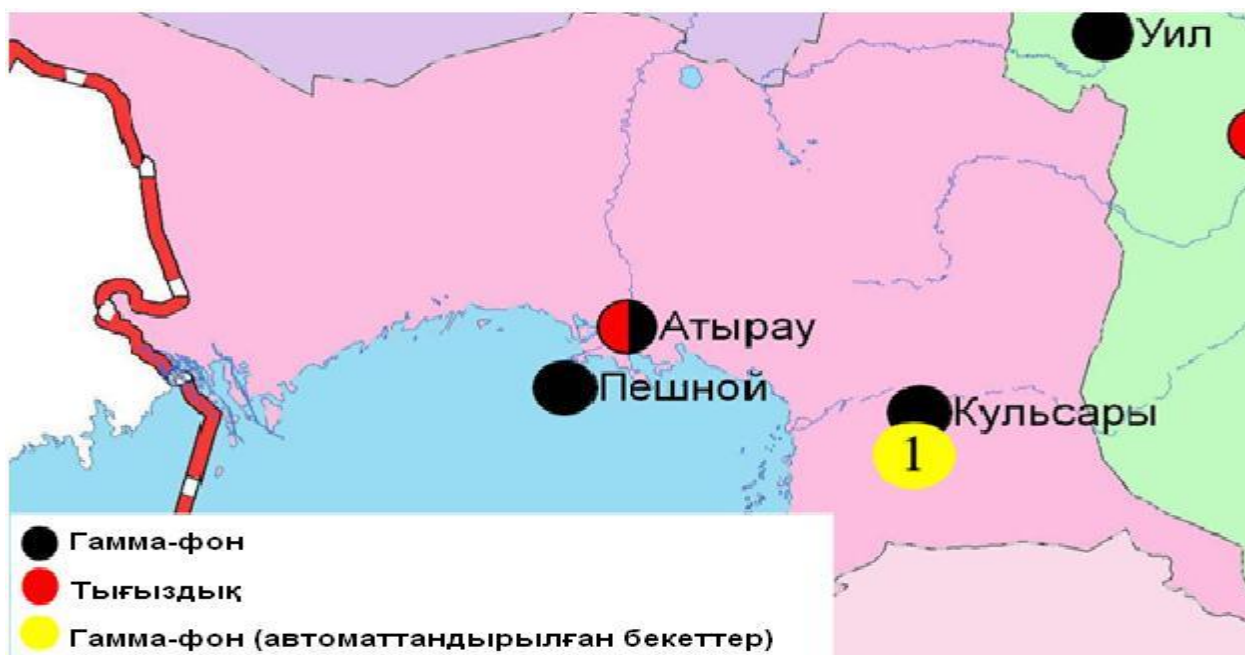 Уил
Атырау
Пешной
Кульсары
1
Гамма-фон
Тығыздық
Гамма-фон (автоматтандырылған бекеттер)